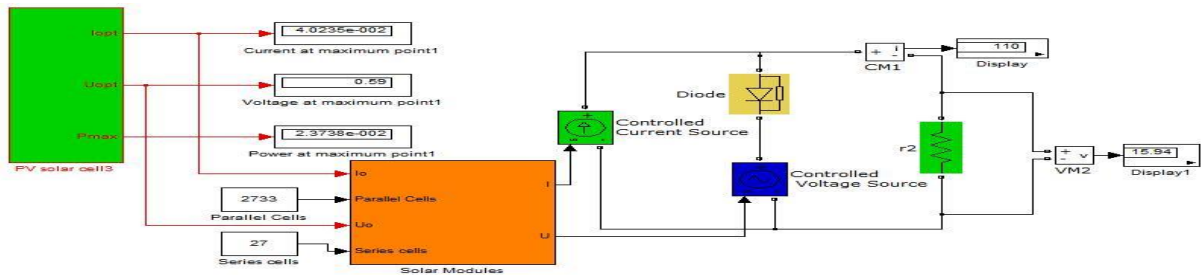 Iopt
4.0235e-002
Current at maximum point1
Uopt
0.59
Voltage at maximum point1
Pmax
2.3738e-002
Power at maximum point1
PV solar cell3
2733
Parallel Cells
27
Series cells
Io
Parallel Cells
Uo
Series cells
I
U
Solar Modules
Controlled
Current Source
Diode
Controlled
Voltage Source
+
i
-
CM1
110
Display
r2
+
-
v
VM2
15.94
Display1